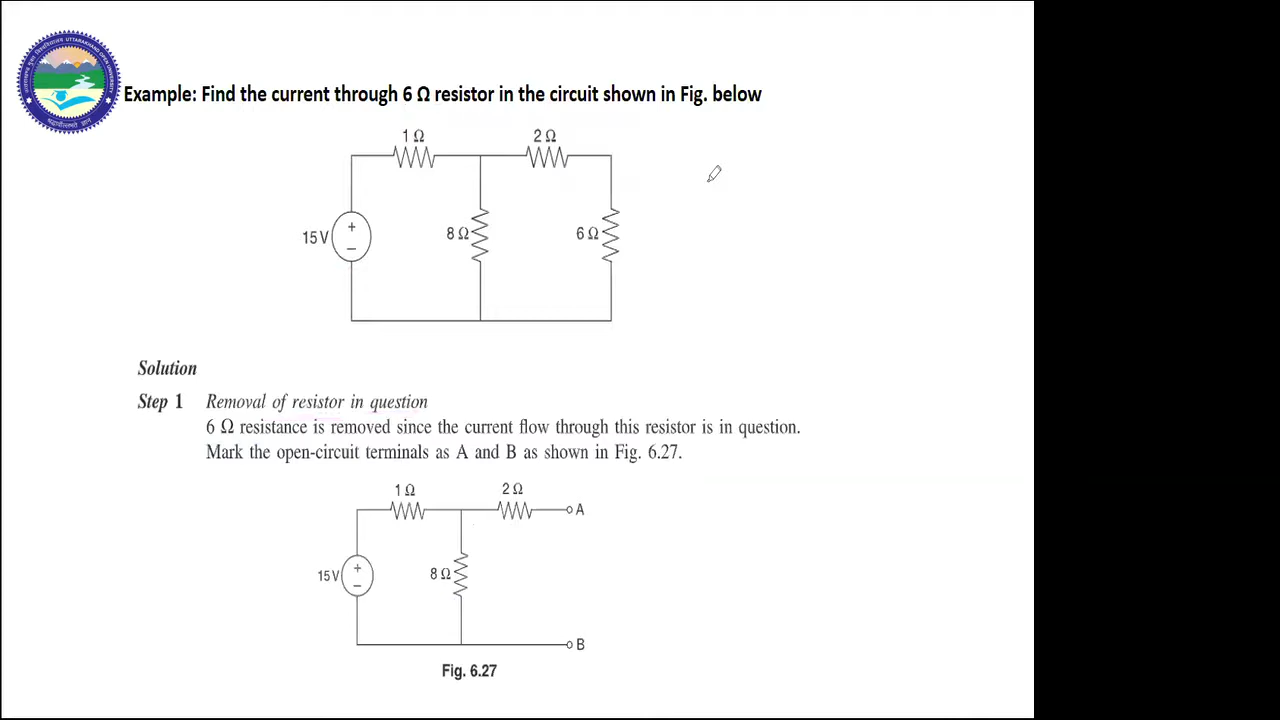 UTTARAKHAND OPEN UNIVERSITY
Example: Find the current through 6 Ω resistor in the circuit shown in Fig. below
1 Ω 2 Ω
15 V + − 8 Ω 6 Ω
Solution
Step 1 Removal of resistor in question
6 Ω resistance is removed since the current flow through this resistor is in question.
Mark the open-circuit terminals as A and B as shown in Fig. 6.27.
1 Ω 2 Ω
A
15 V + − 8 Ω
B
Fig. 6.27